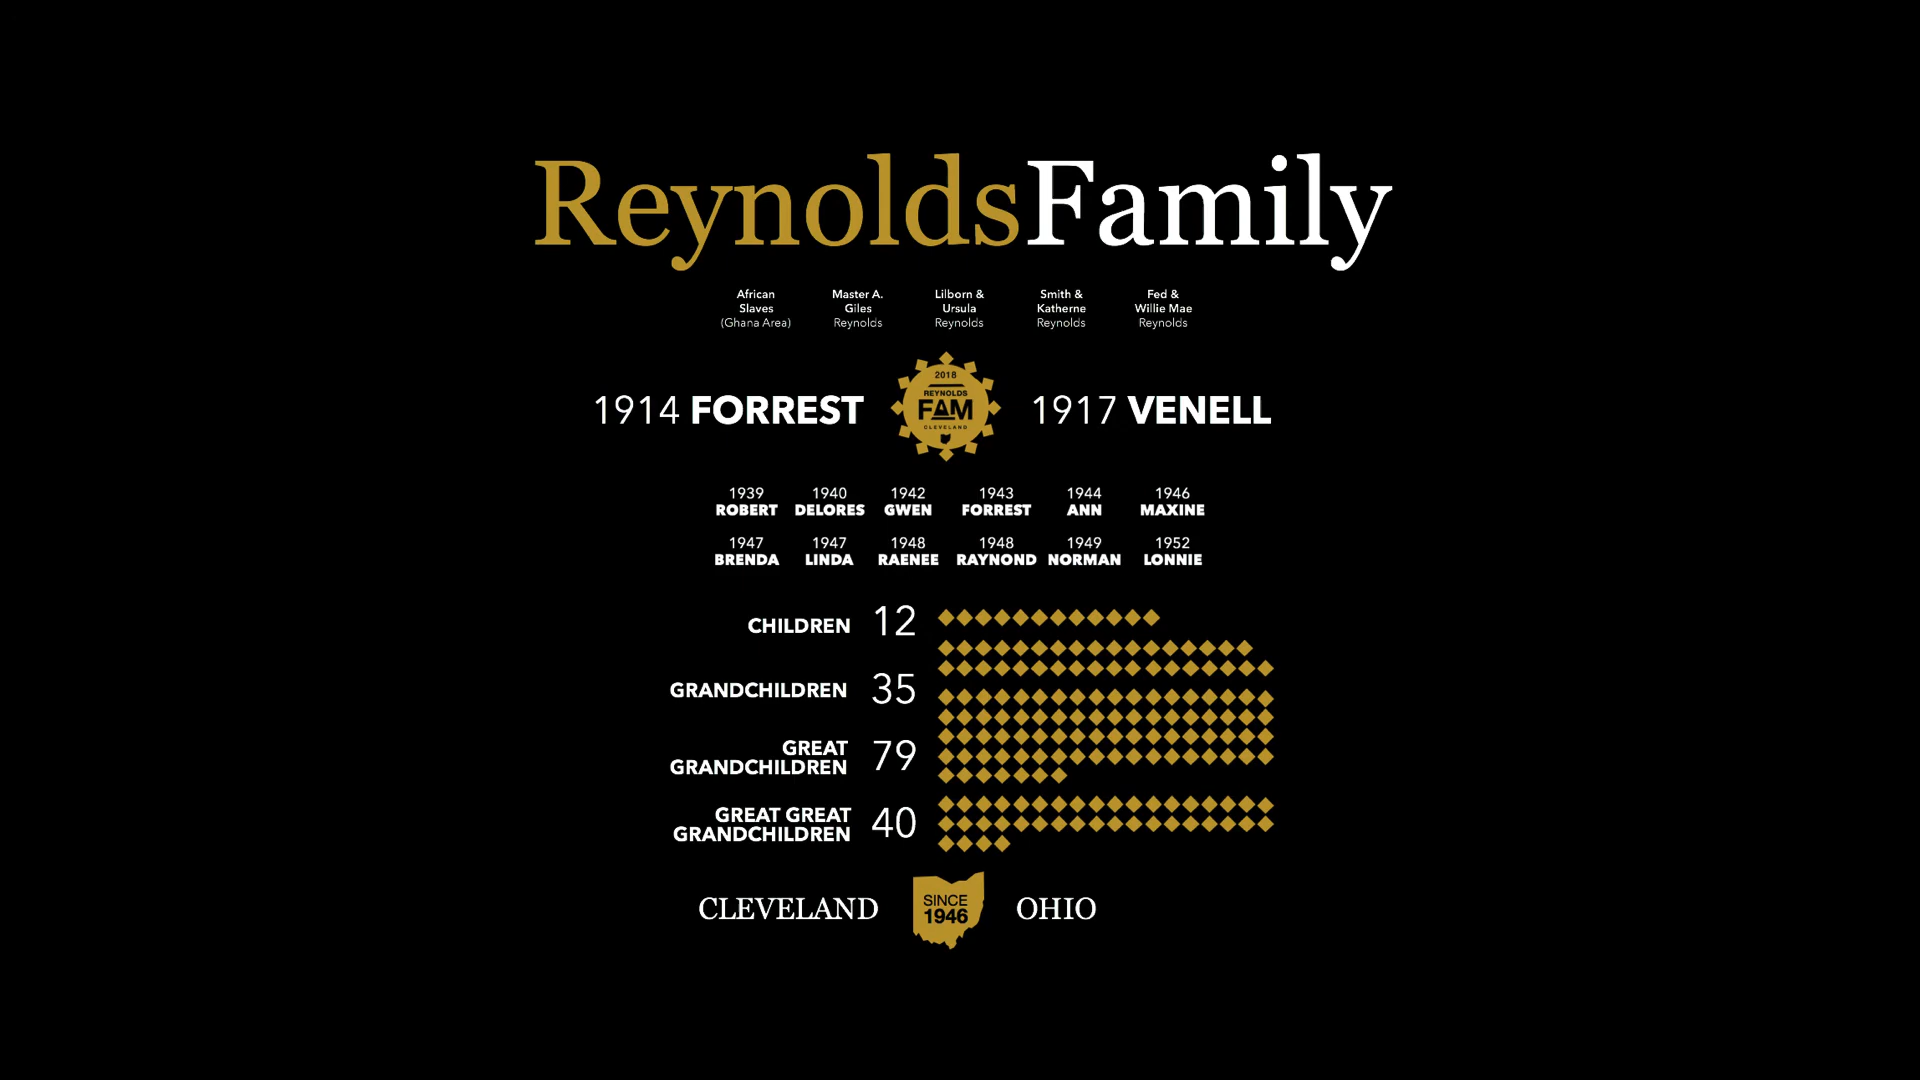 ReynoldsFamily
African Slaves (Ghana Area)
Master A. Giles Reynolds
Lilborn & Ursula Reynolds
Smith & Katherne Reynolds
Fed & Willie Mae Reynolds
1914 FORREST
2018
REYNOLDS
FAM
CLEVELAND
1917 VENELL
1939 ROBERT
1940 DELORES
1942 GWEN
1943 FORREST
1944 ANN
1946 MAXINE
1947 BRENDA
1947 LINDA
1948 RAENEE
1948 RAYNOND
1949 NORMAN
1952 LONNIE
CHILDREN 12
GRANDCHILDREN 35
GREAT GRANDCHILDREN 79
GREAT GREAT GRANDCHILDREN 40
CLEVELAND
SINCE
1946
OHIO